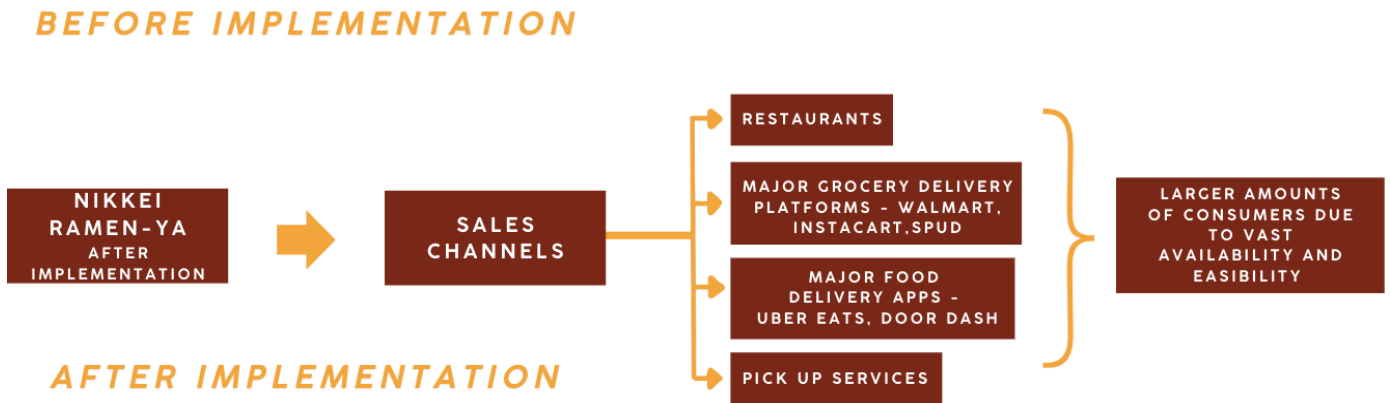 BEFORE IMPLEMENTATION
NIKKEI
RAMEN-YA
AFTER
IMPLEMENTATION
SALES
CHANNELS
RESTAURANTS
MAJOR GROCERY DELIVERY
PLATFORMS - WALMART,
INSTACART,SPUD
MAJOR FOOD
DELIVERY APPS -
UBER EATS, DOOR DASH
PICK UP SERVICES
LARGER AMOUNTS
OF CONSUMERS DUE
TO VAST
AVAILABILITY AND
EASIBILITY
AFTER IMPLEMENTATION